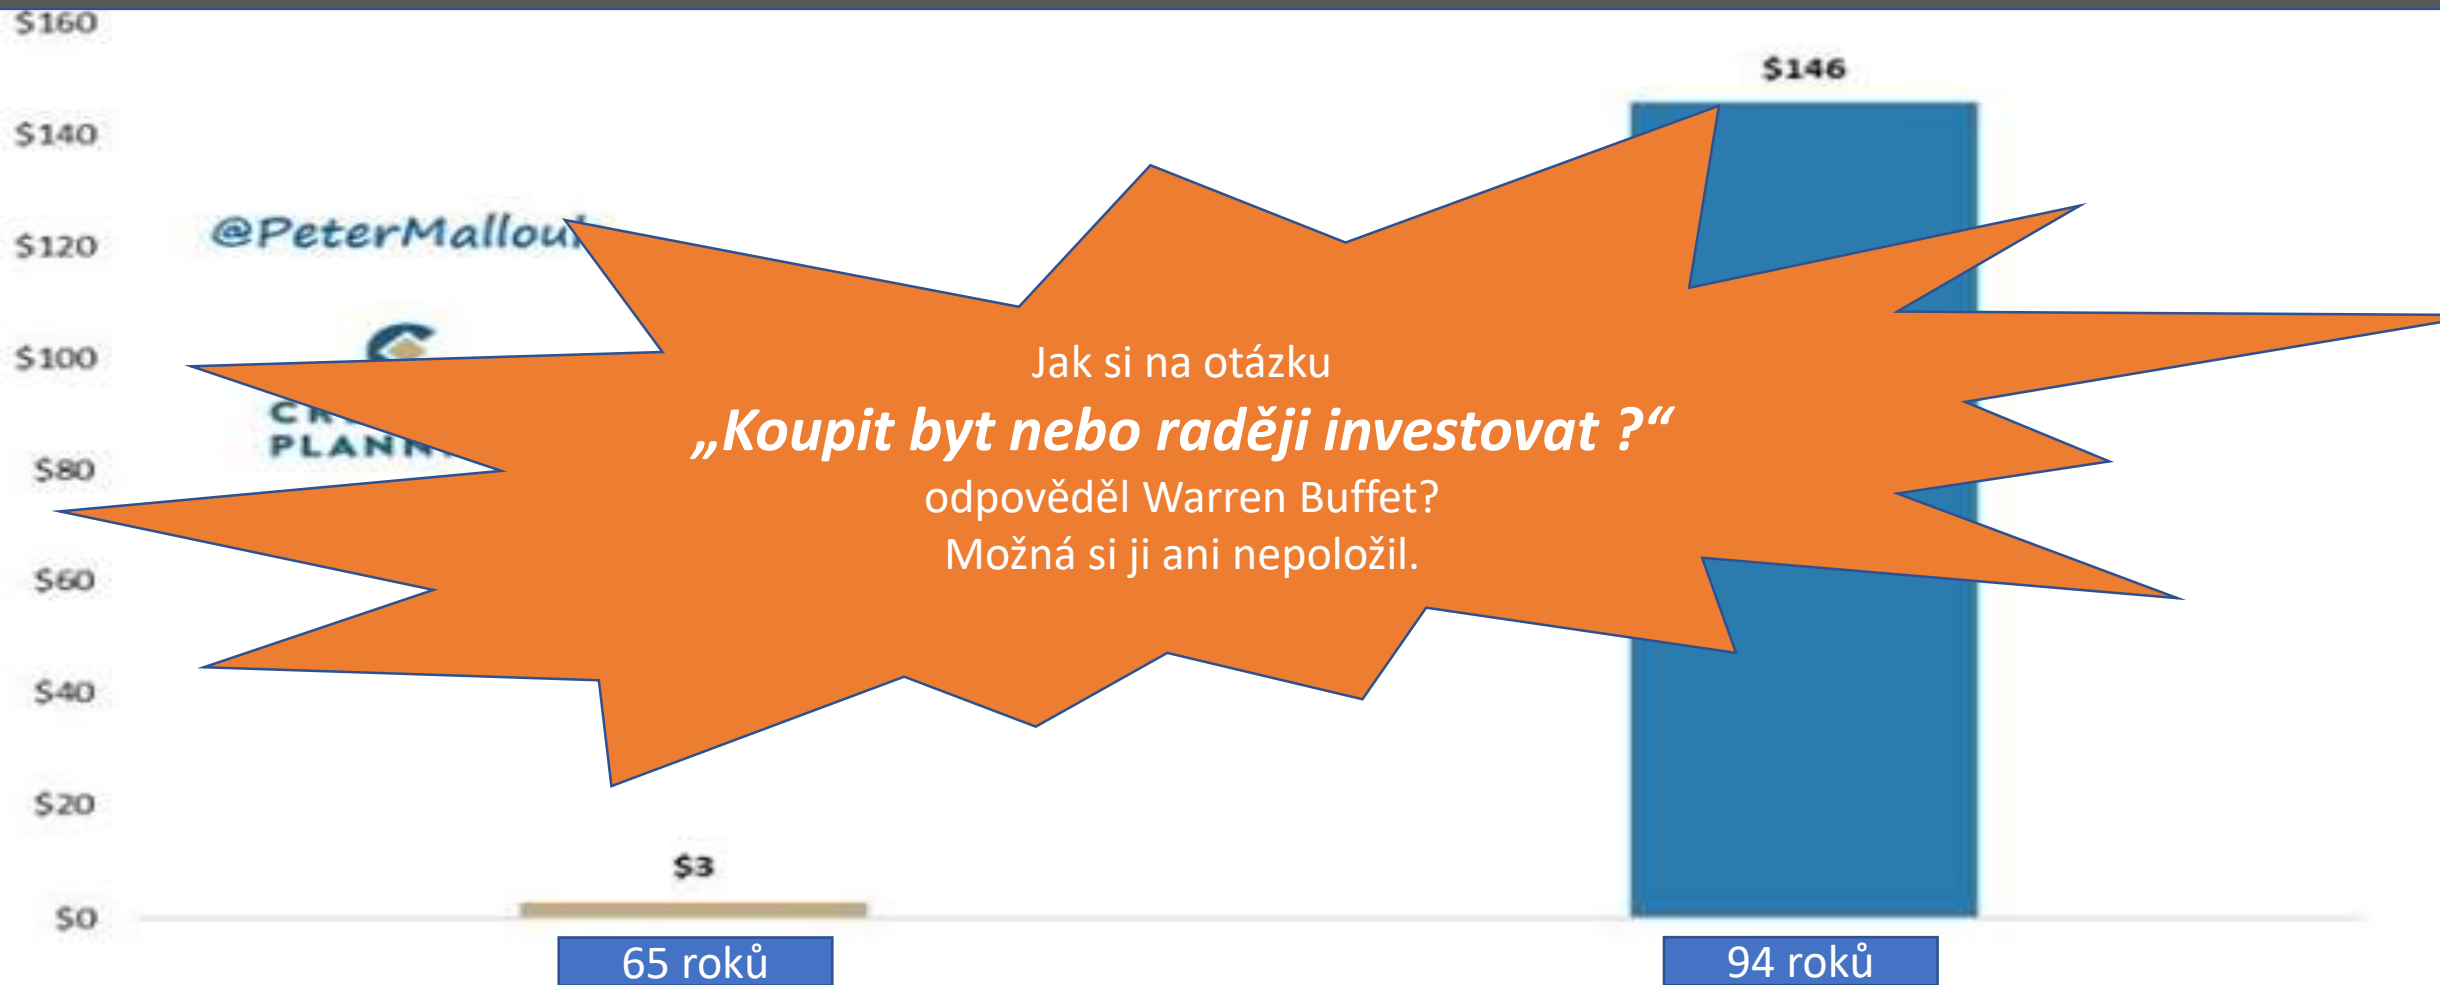 $160
$146
$140
$120
$100
Jak si na otázku
„Koupit byt nebo raději investovat ?“
odpověděl Warren Buffet?
Možná si ji ani nepoložil.
$80
$60
$40
$20
$3
$0
65 roků
94 roků